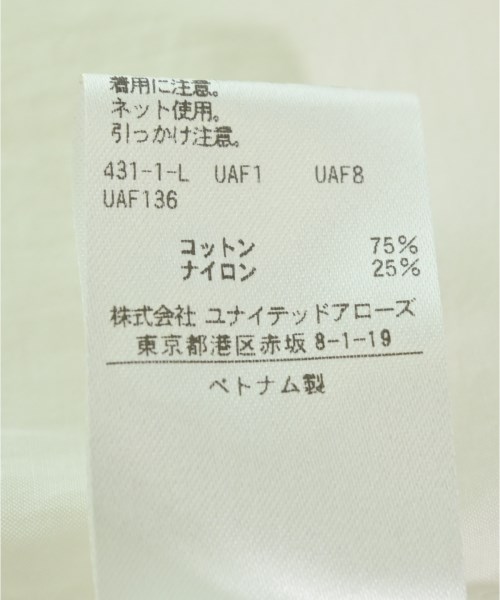 着用に注意。
ネット使用。
引っかけ注意。
431-1-L UAF1 UAF8
UAF136
コットン 75%
ナイロン 25%
株式会社 ユナイテッドアローズ
東京都港区赤坂 8-1-19
ベトナム製